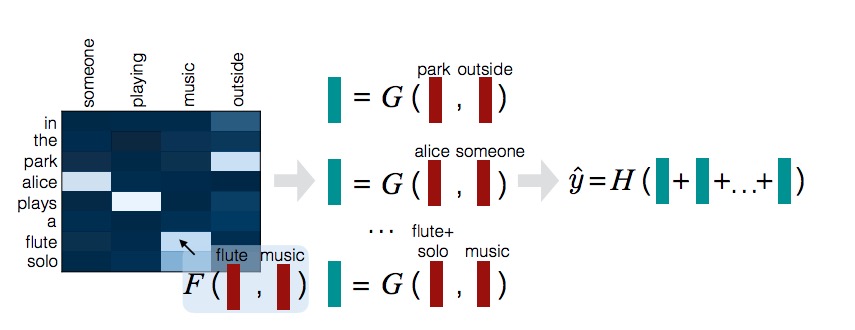 someone playing music outside
in
the
park
alice
plays
a
flute
solo
F ( flute , music )
park outside
= G ( , )
alice someone
= G ( , )
... flute+
solo music
= G ( , )
ŷ = H ( + +...+ )